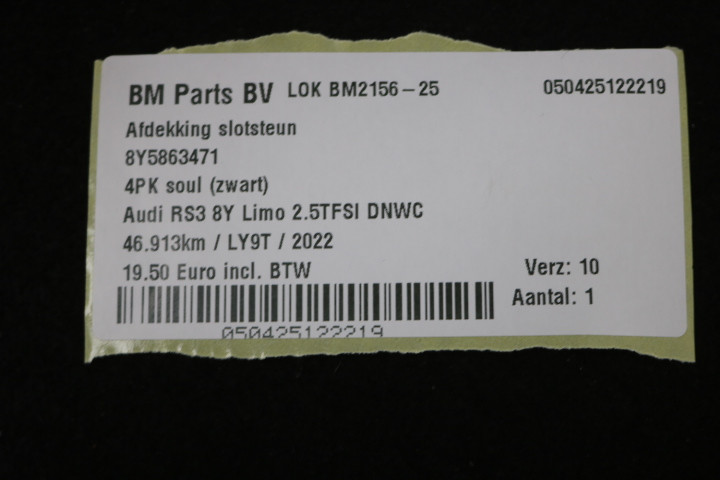 BM Parts BV LOK BM2156-25 050425122219
Afdekking slotsteun
8Y5863471
4PK soul (zwart)
Audi RS3 8Y Limo 2.5TFSI DNWC
46.913km / LY9T / 2022
19.50 Euro incl. BTW Verz: 10
Aantal: 1
050425122219